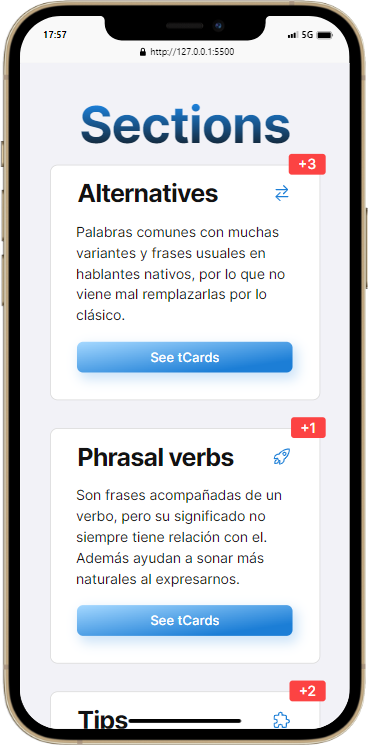 17:57 5G
http://127.0.0.1:5500
Sections
+3
Alternatives
Palabras comunes con muchas
variantes y frases usuales en
hablantes nativos, por lo que no
viene mal remplazarlas por lo
clásico.
See tCards
+1
Phrasal verbs
Son frases acompañadas de un
verbo, pero su significado no
siempre tiene relación con el.
Además ayudan a sonar más
naturales al expresarnos.
See tCards
+2
Tips